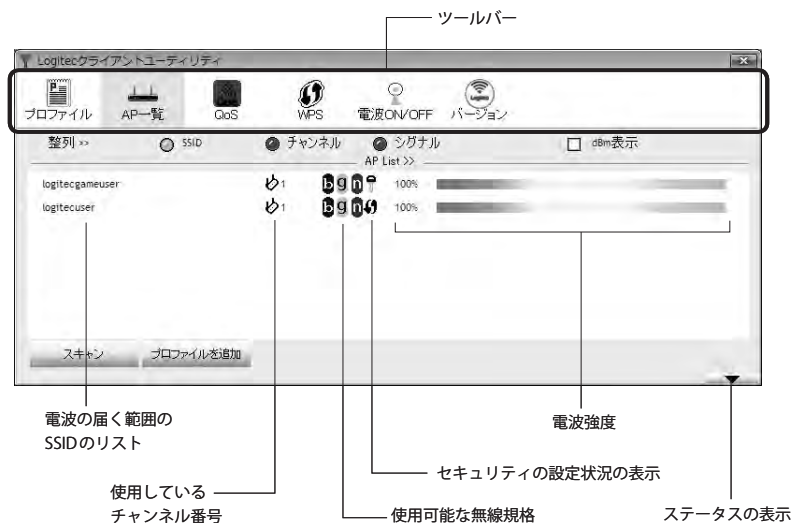 ツールバー
Logitecクライアントユーティリティ
プロファイル AP一覧 QoS WPS 電波ON/OFF バージョン
整列 >> SSID チャンネル シグナル dBm表示
AP List >>
logitecgameuser 1 b g n 100%
logitecuser 1 b g n 100%
スキャン プロファイルを追加
電波の届く範囲の
SSIDのリスト
電波強度
セキュリティの設定状況の表示
使用している
チャンネル番号
使用可能な無線規格
ステータスの表示